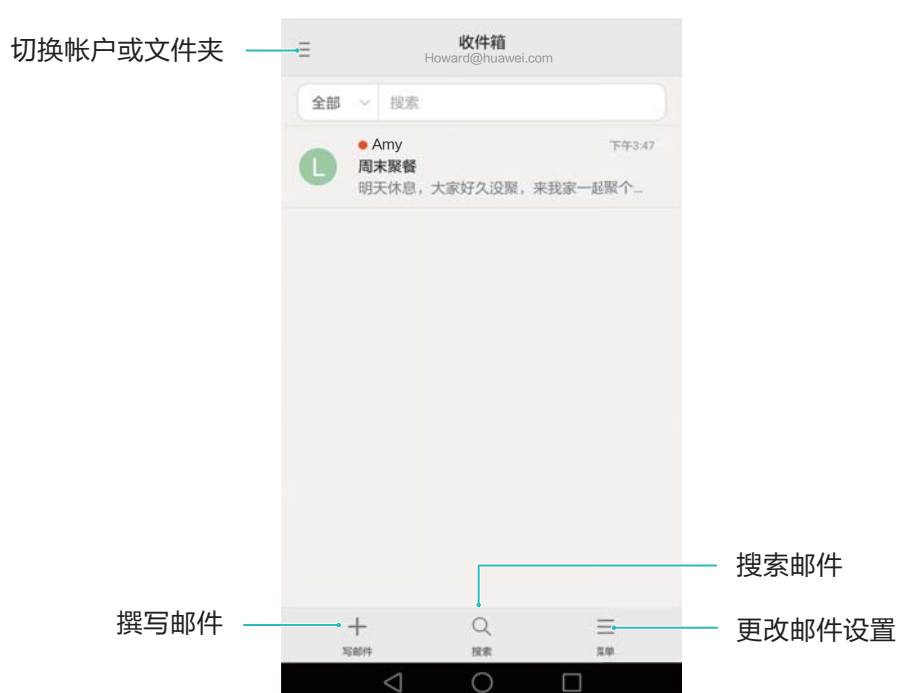 切换帐户或文件夹
收件箱
Howard@huawei.com
全部
搜索
L
Amy
下午3:47
周末聚餐
明天休息，大家好久没聚，来我家一起聚个...
搜索邮件
撰写邮件
更改邮件设置
写邮件
搜索
菜单